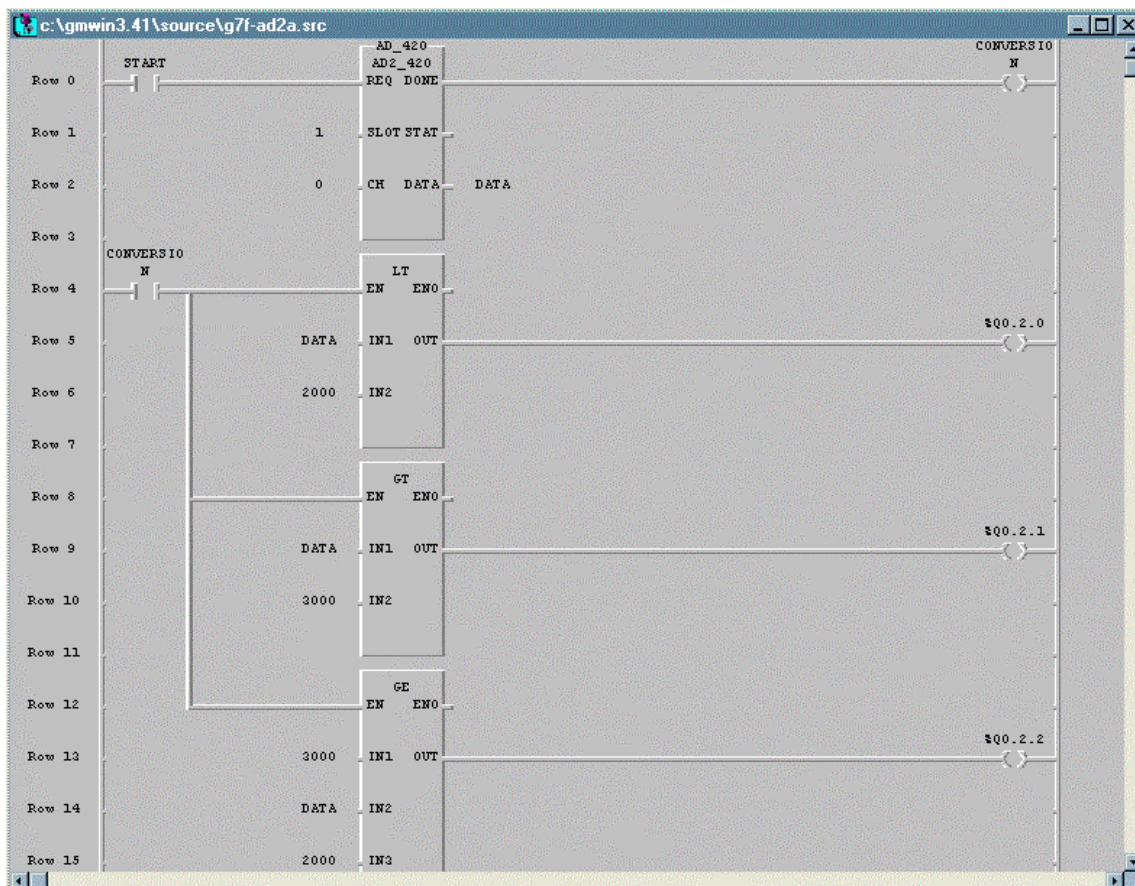 c:\gmwin3.41\source\g7f-ad2a.src
AD_420
CONVERSIO
START
AD2_420
N
Row 0
REQ DONE
Row 1
1
SLOT STAT
Row 2
0
CH DATA
DATA
Row 3
CONVERSIO
N
LT
Row 4
EN ENO
%Q0.2.0
Row 5
DATA
IN1 OUT
Row 6
2000
IN2
Row 7
GT
Row 8
EN ENO
%Q0.2.1
Row 9
DATA
IN1 OUT
Row 10
3000
IN2
Row 11
GE
Row 12
EN ENO
%Q0.2.2
Row 13
3000
IN1 OUT
Row 14
DATA
IN2
Row 15
2000
IN3